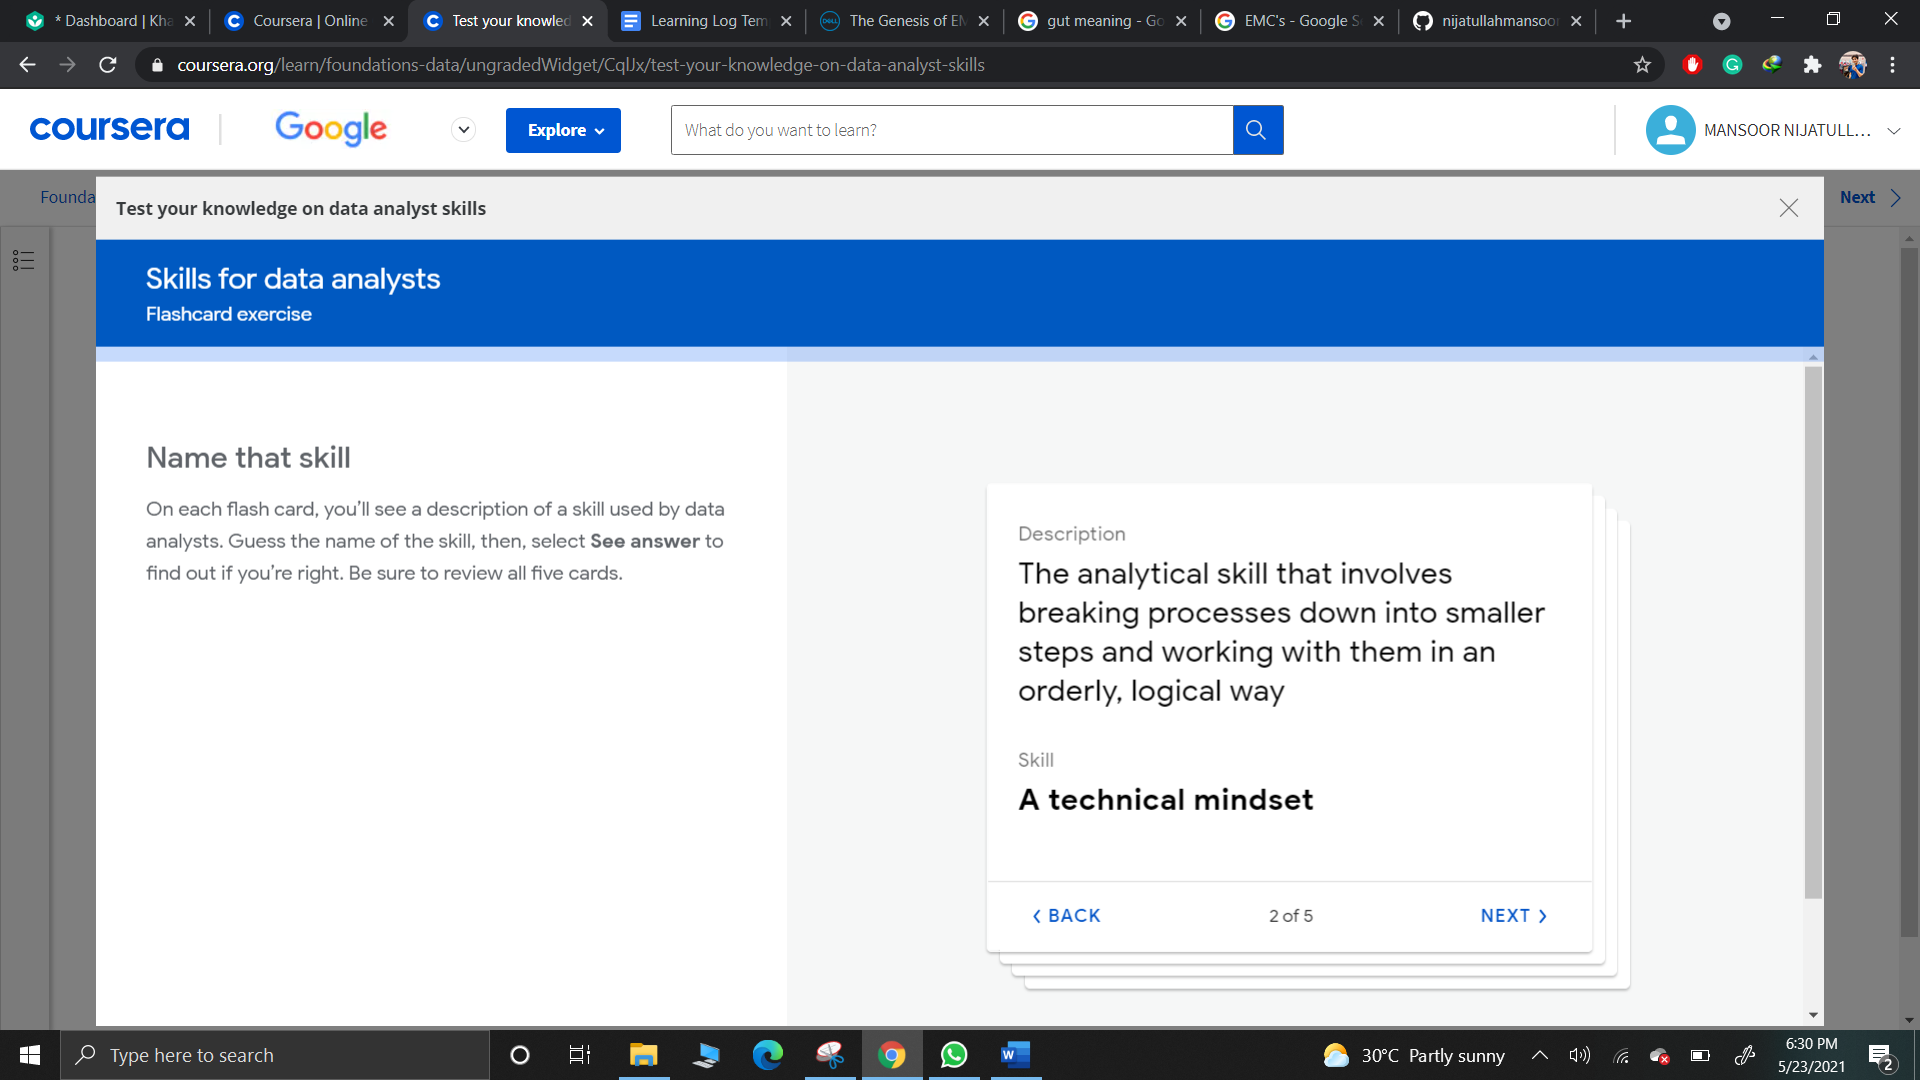 * Dashboard | Kha
Coursera | Online
Test your knowled
Learning Log Tem
The Genesis of EM
gut meaning - Go
EMC's - Google S
nijatullahmansoor
coursera.org/learn/foundations-data/ungradedWidget/CqlJx/test-your-knowledge-on-data-analyst-skills
coursera
Google
Explore
What do you want to learn?
MANSOOR NIJATULL...
Founda
Next
Test your knowledge on data analyst skills
Skills for data analysts
Flashcard exercise
Name that skill
On each flash card, you’ll see a description of a skill used by data
analysts. Guess the name of the skill, then, select See answer to
find out if you’re right. Be sure to review all five cards.
Description
The analytical skill that involves
breaking processes down into smaller
steps and working with them in an
orderly, logical way
Skill
A technical mindset
BACK
2 of 5
NEXT
Type here to search
30°C Partly sunny
6:30 PM
5/23/2021
2